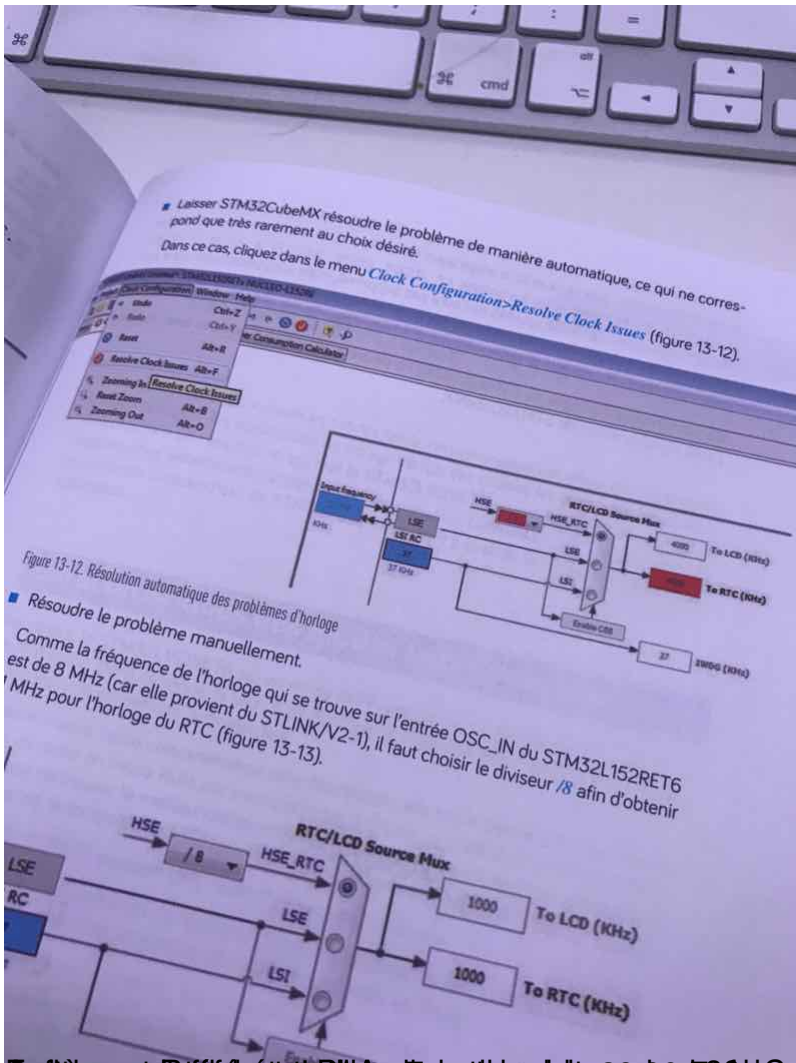 ⌘
⌘ cmd
alt
⌥
=
■ Laisser STM32CubeMX résoudre le problème de manière automatique, ce qui ne corres-
pond que très rarement au choix désiré.
Dans ce cas, cliquez dans le menu Clock Configuration>Resolve Clock Issues (figure 13-12).
Clock Configuration Window Help
Undo Ctrl+Z
Redo Ctrl+Y
Reset Alt+R
Resolve Clock Issues Alt+F
Zooming In Resolve Clock Issues
Reset Zoom Alt+B
Zooming Out Alt+O
Consumption Calculator
Input frequency
KHz
LSE
LSI RC
37
37 KHz
HSE
HSE_RTC
LSE
LSI
RTC/LCD Source Mux
4000 To LCD (KHz)
To RTC (KHz)
Enable CSS
37 IWDG (KHz)
Figure 13-12. Résolution automatique des problèmes d'horloge
■ Résoudre le problème manuellement.
Comme la fréquence de l'horloge qui se trouve sur l'entrée OSC_IN du STM32L152RET6
est de 8 MHz (car elle provient du STLINK/V2-1), il faut choisir le diviseur /8 afin d'obtenir
MHz pour l'horloge du RTC (figure 13-13).
HSE
/ 8
HSE_RTC
RTC/LCD Source Mux
LSE
RC
LSE
LSI
1000 To LCD (KHz)
1000 To RTC (KHz)